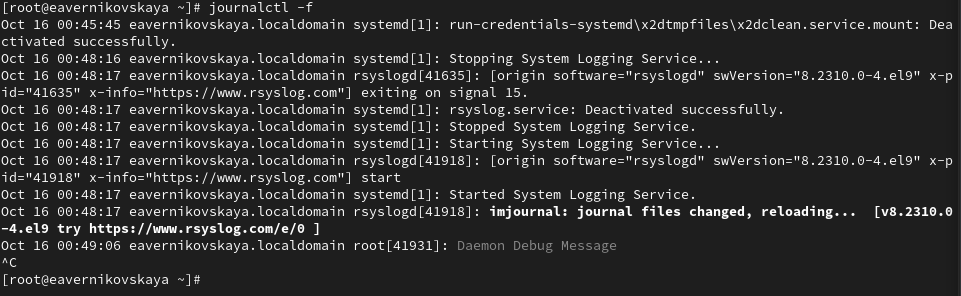 [root@eavernikovskaya ~]# journalctl -f
Oct 16 00:45:45 eavernikovskaya.localdomain systemd[1]: run-credentials-systemd\x2dtmpfiles\x2dclean.service.mount: Dea
ctivated successfully.
Oct 16 00:48:16 eavernikovskaya.localdomain systemd[1]: Stopping System Logging Service...
Oct 16 00:48:17 eavernikovskaya.localdomain rsyslogd[41635]: [origin software="rsyslogd" swVersion="8.2310.0-4.el9" x-p
id="41635" x-info="https://www.rsyslog.com"] exiting on signal 15.
Oct 16 00:48:17 eavernikovskaya.localdomain systemd[1]: rsyslog.service: Deactivated successfully.
Oct 16 00:48:17 eavernikovskaya.localdomain systemd[1]: Stopped System Logging Service.
Oct 16 00:48:17 eavernikovskaya.localdomain systemd[1]: Starting System Logging Service...
Oct 16 00:48:17 eavernikovskaya.localdomain rsyslogd[41918]: [origin software="rsyslogd" swVersion="8.2310.0-4.el9" x-p
id="41918" x-info="https://www.rsyslog.com"] start
Oct 16 00:48:17 eavernikovskaya.localdomain systemd[1]: Started System Logging Service.
Oct 16 00:48:17 eavernikovskaya.localdomain rsyslogd[41918]: imjournal: journal files changed, reloading...  [v8.2310.0
-4.el9 try https://www.rsyslog.com/e/0 ]
Oct 16 00:49:06 eavernikovskaya.localdomain root[41931]: Daemon Debug Message
^C
[root@eavernikovskaya ~]#